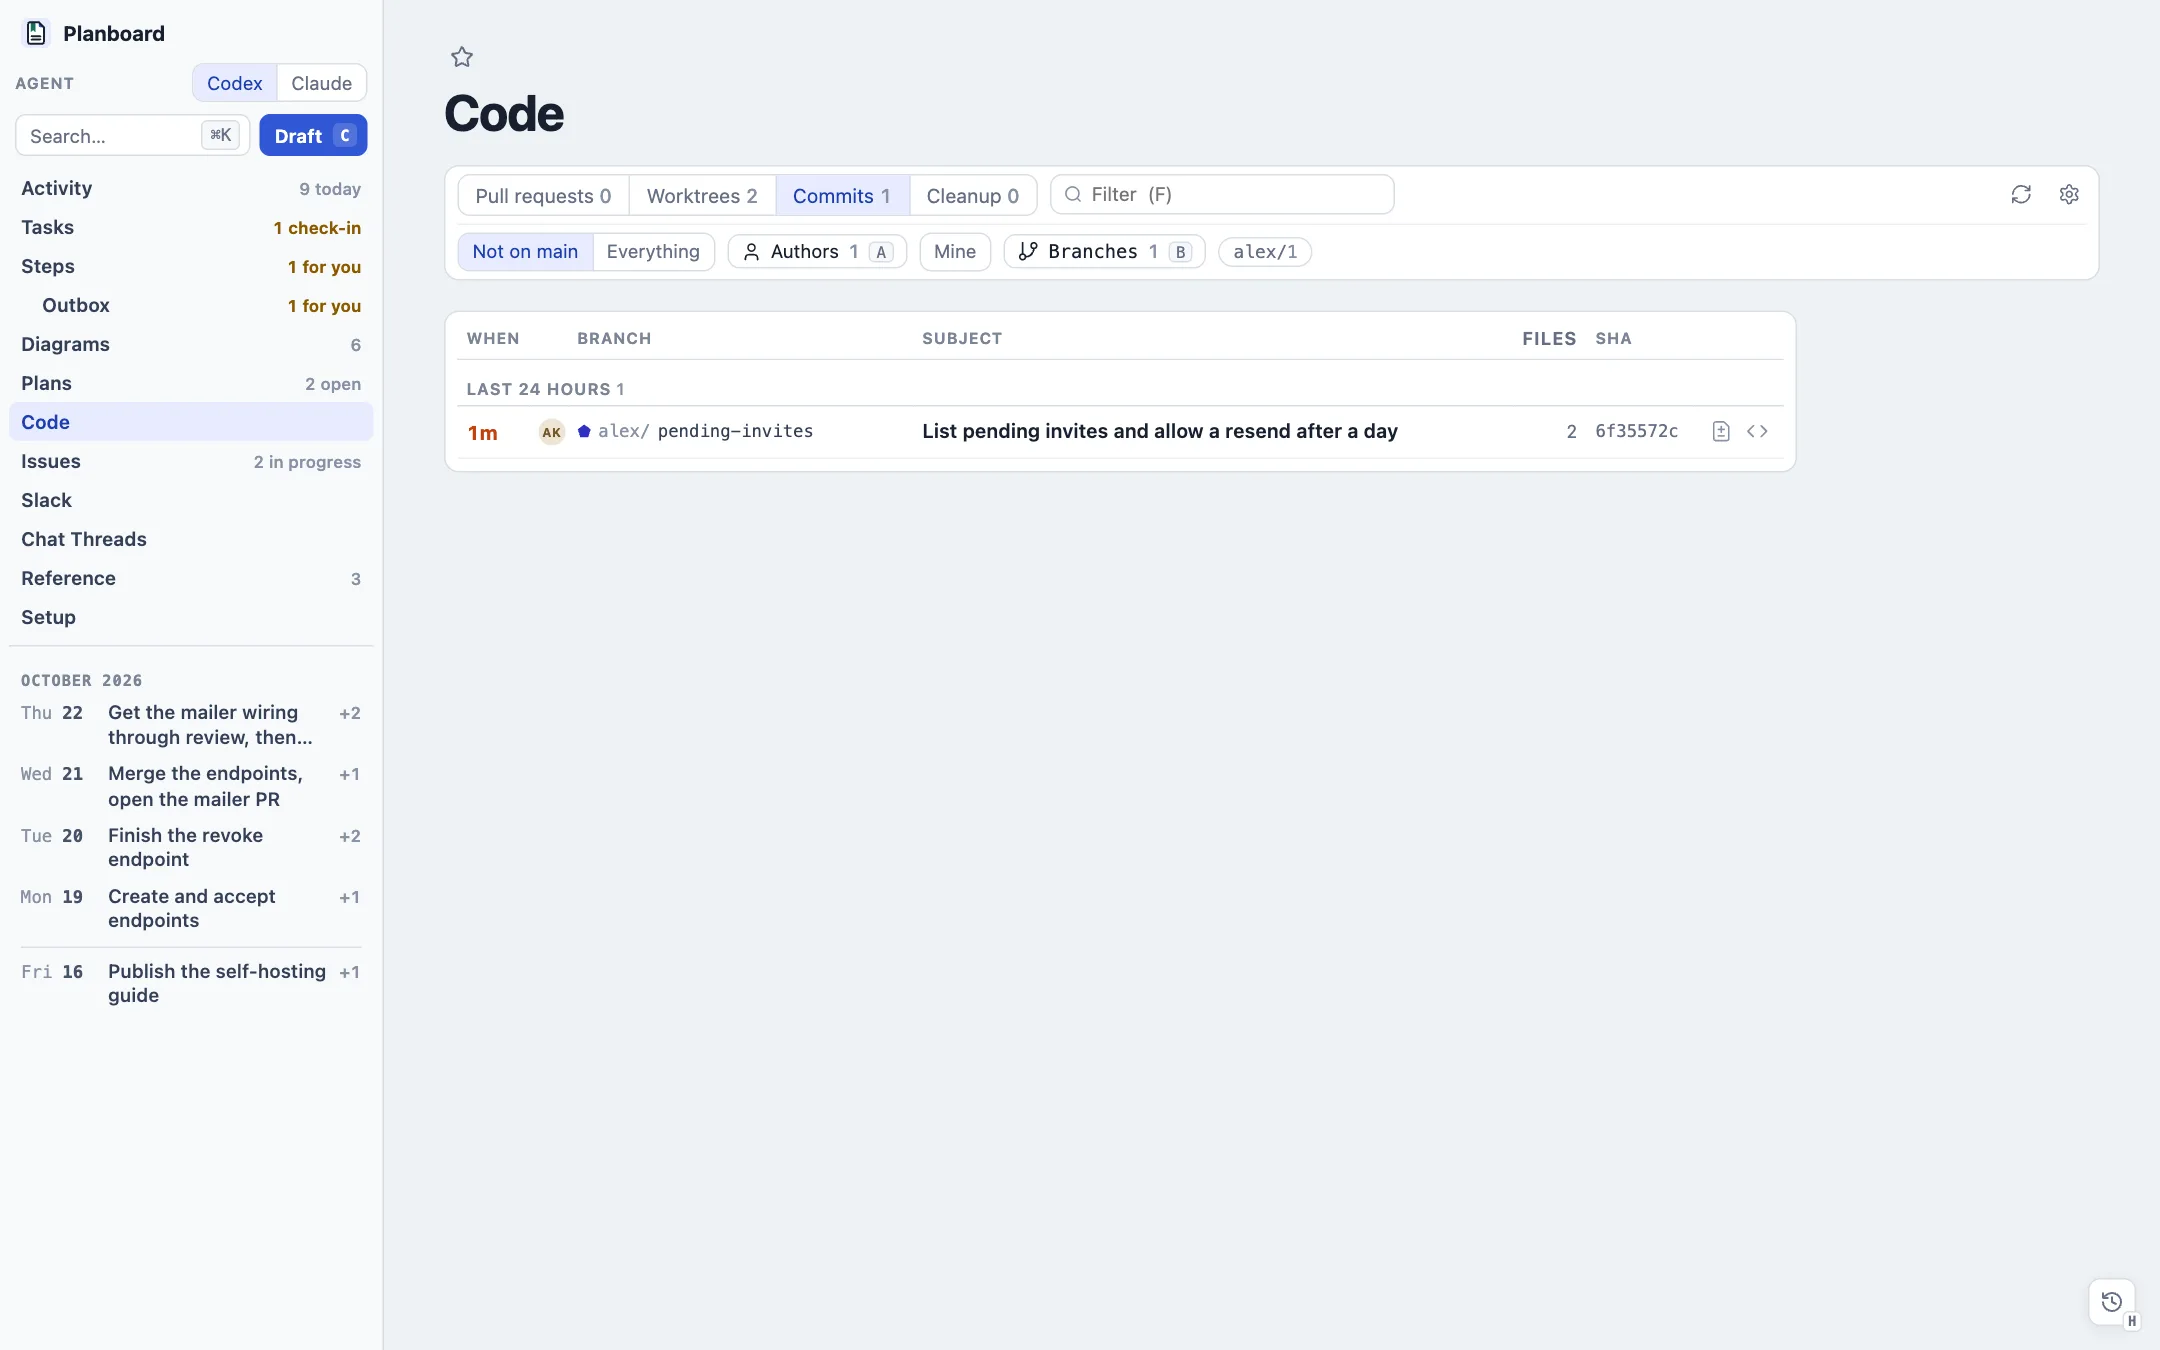 Planboard
AGENT
Codex
Claude
Search...
⌘K
Draft C
Activity 9 today
Tasks 1 check-in
Steps 1 for you
Outbox 1 for you
Diagrams 6
Plans 2 open
Code
Issues 2 in progress
Slack
Chat Threads
Reference 3
Setup
OCTOBER 2026
Thu 22 Get the mailer wiring +2
through review, then...
Wed 21 Merge the endpoints, +1
open the mailer PR
Tue 20 Finish the revoke +2
endpoint
Mon 19 Create and accept +1
endpoints
Fri 16 Publish the self-hosting +1
guide
Code
Pull requests 0
Worktrees 2
Commits 1
Cleanup 0
Filter (F)
Not on main
Everything
Authors 1 A
Mine
Branches 1 B
alex/1
WHEN BRANCH SUBJECT FILES SHA
LAST 24 HOURS 1
1m AK alex/ pending-invites List pending invites and allow a resend after a day 2 6f35572c
H